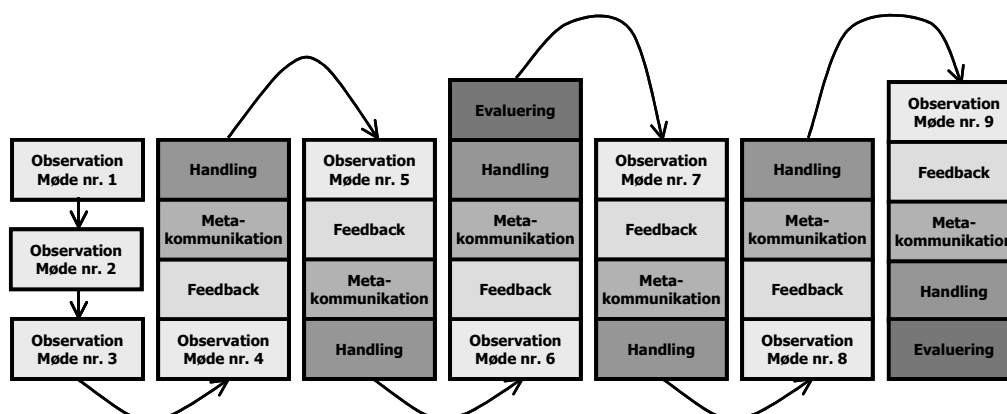 Observation
Møde nr. 1
Observation
Møde nr. 2
Observation
Møde nr. 3
Handling
Meta-
kommunikation
Feedback
Observation
Møde nr. 4
Observation
Møde nr. 5
Feedback
Meta-
kommunikation
Handling
Evaluering
Handling
Meta-
kommunikation
Feedback
Observation
Møde nr. 6
Observation
Møde nr. 7
Feedback
Meta-
kommunikation
Handling
Handling
Meta-
kommunikation
Feedback
Observation
Møde nr. 8
Observation
Møde nr. 9
Feedback
Meta-
kommunikation
Handling
Evaluering